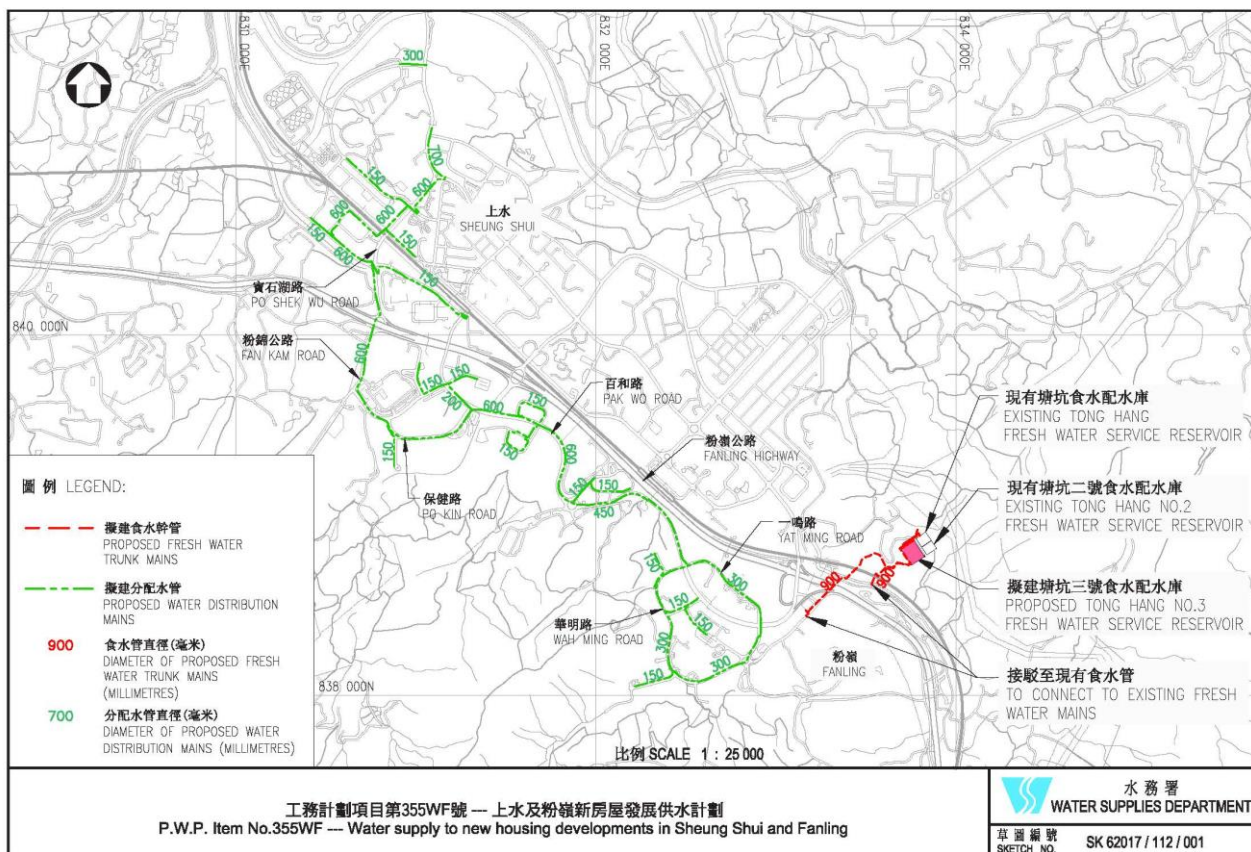 830 000E
832 000E
834 000E
300
700
150
600
600
600
150
150
600
150
上水
SHEUNG SHUI
寶石湖路
PO SHEK WU ROAD
840 000N
粉錦公路
FAN KAM ROAD
600
150
150
200
600
150
150
百和路
PAK WO ROAD
600
150
150
150
450
粉嶺公路
FANLING HIGHWAY
保健路
PO KIN ROAD
一鳴路
YAT MING ROAD
150
300
150
150
華明路
WAH MING ROAD
300
300
150
900
900
粉嶺
FANLING
838 000N
現有塘坑食水配水庫
EXISTING TONG HANG
FRESH WATER SERVICE RESERVOIR
現有塘坑二號食水配水庫
EXISTING TONG HANG NO.2
FRESH WATER SERVICE RESERVOIR
擬建塘坑三號食水配水庫
PROPOSED TONG HANG NO.3
FRESH WATER SERVICE RESERVOIR
接駁至現有食水管
TO CONNECT TO EXISTING FRESH
WATER MAINS
圖例 LEGEND:
擬建食水幹管
PROPOSED FRESH WATER
TRUNK MAINS
擬建分配水管
PROPOSED WATER DISTRIBUTION
MAINS
900 食水管直徑(毫米)
DIAMETER OF PROPOSED FRESH
WATER TRUNK MAINS
(MILLIMETRES)
700 分配水管直徑(毫米)
DIAMETER OF PROPOSED WATER
DISTRIBUTION MAINS (MILLIMETRES)
比例 SCALE 1 : 25 000
工務計劃項目第355WF號 --- 上水及粉嶺新房屋發展供水計劃
P.W.P. Item No.355WF --- Water supply to new housing developments in Sheung Shui and Fanling
水務署
WATER SUPPLIES DEPARTMENT
草圖編號
SKETCH NO. SK 62017 / 112 / 001